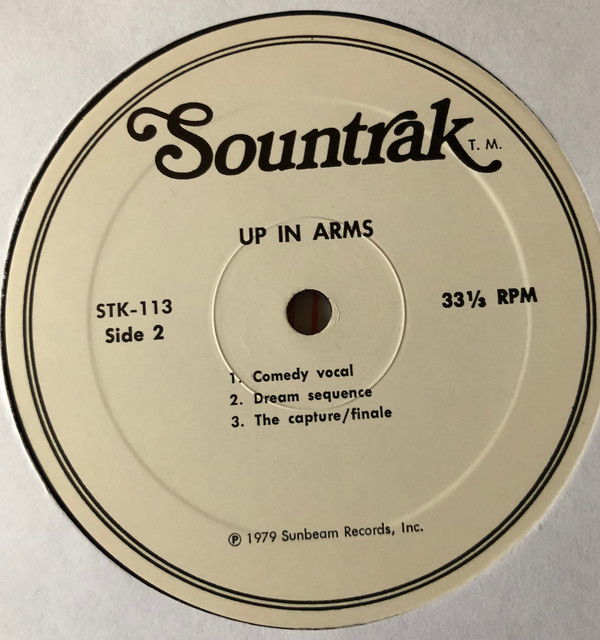 Sountrak T. M.
UP IN ARMS
STK-113 33⅓ RPM
Side 2
1. Comedy vocal
2. Dream sequence
3. The capture/finale
℗ 1979 Sunbeam Records, Inc.